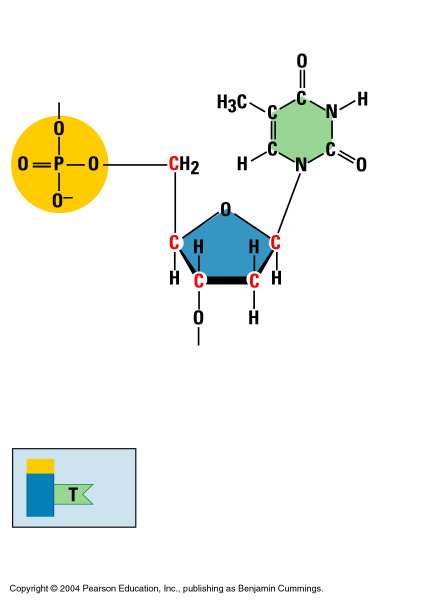 O
H₃C C N H
O
O=P—O CH₂ H C N C O
O⁻
O
C H H C
H C C H
O H
T
Copyright © 2004 Pearson Education, Inc., publishing as Benjamin Cummings.